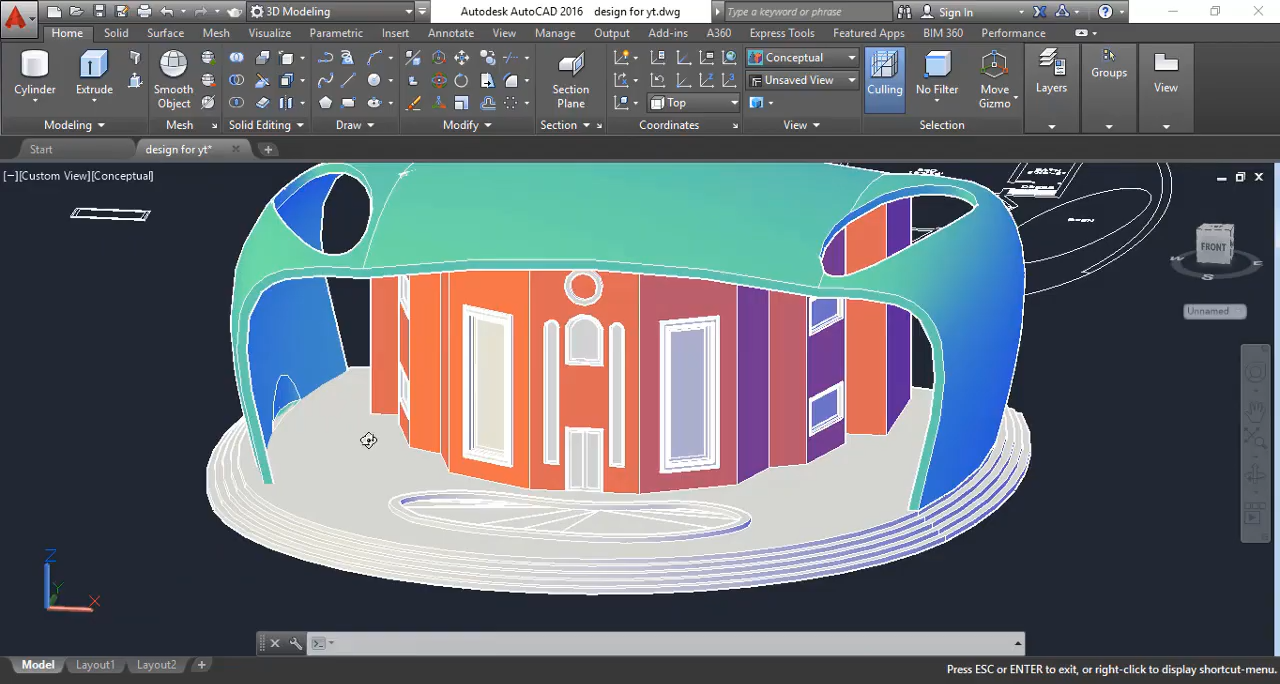 3D Modeling
Autodesk AutoCAD 2016 design for yt.dwg
Type a keyword or phrase
Sign In
Home Solid Surface Mesh Visualize Parametric Insert Annotate View Manage Output Add-ins A360 Express Tools Featured Apps BIM 360 Performance
Cylinder
Extrude
Smooth
Object
Section
Plane
Top
Conceptual
Unsaved View
Culling
No Filter
Move
Gizmo
Layers
Groups
View
Modeling Mesh Solid Editing Draw Modify Section Coordinates View Selection
Start design for yt*
[−][Custom View][Conceptual]
FRONT
W S E
Unnamed
Z
Y
X
Model Layout1 Layout2
Press ESC or ENTER to exit, or right-click to display shortcut-menu.